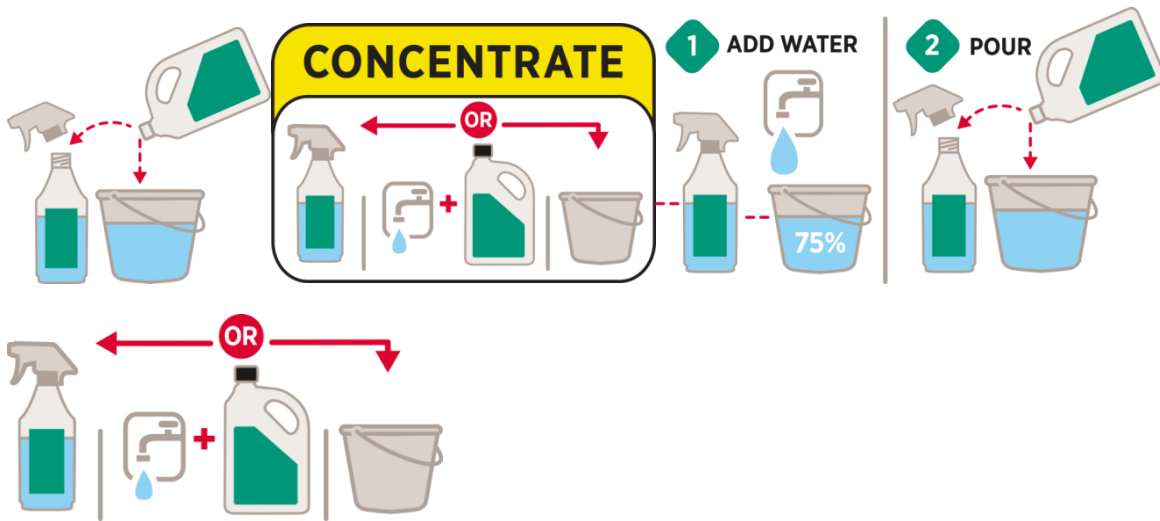 CONCENTRATE
OR
1 ADD WATER
75%
2 POUR
OR